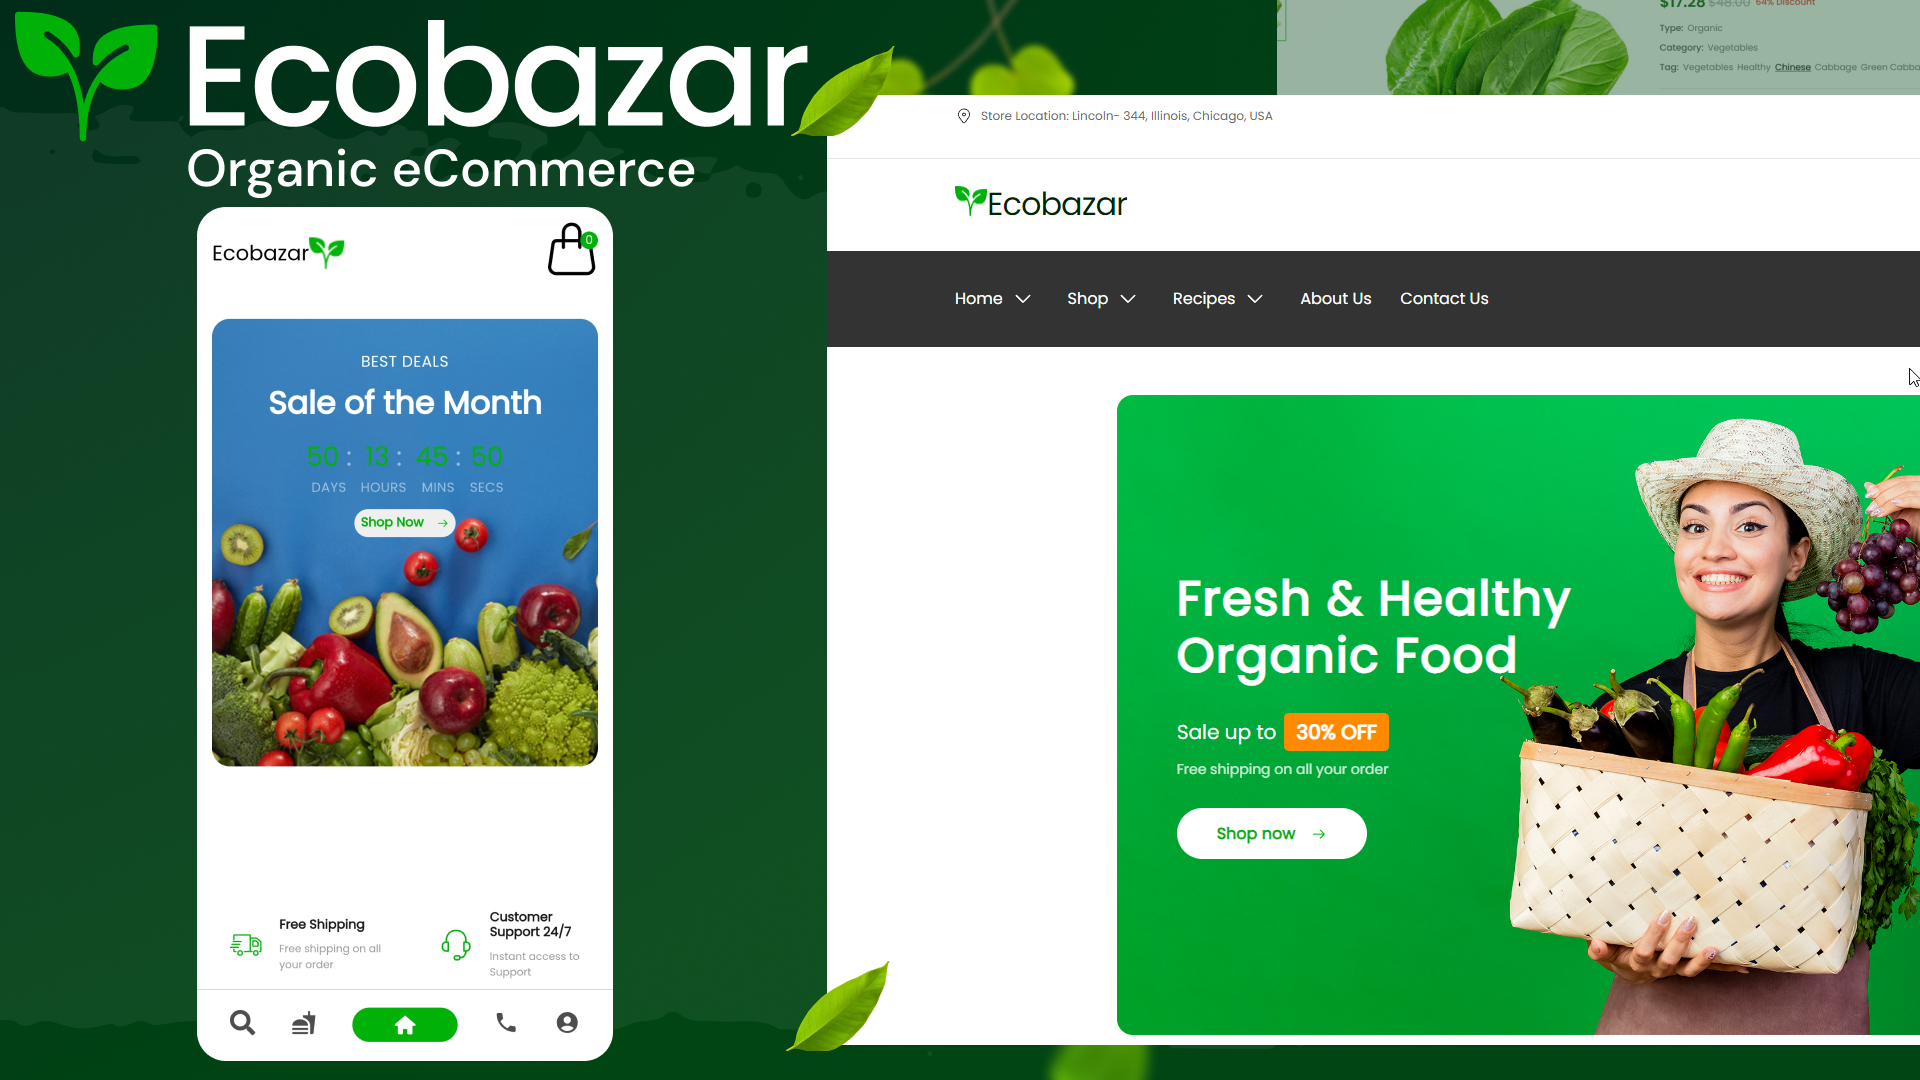 Ecobazar
Organic eCommerce
Ecobazar
0
BEST DEALS
Sale of the Month
50 : 13 : 45 : 50
DAYS HOURS MINS SECS
Shop Now →
Free Shipping
Free shipping on all
your order
Customer
Support 24/7
Instant access to
Support
$17.28 $48.00 64% Discount
Type: Organic
Category: Vegetables
Tag: Vegetables Healthy Chinese Cabbage Green Cabba
Store Location: Lincoln- 344, Illinois, Chicago, USA
Ecobazar
Home Shop Recipes About Us Contact Us
Fresh & Healthy
Organic Food
Sale up to 30% OFF
Free shipping on all your order
Shop now →